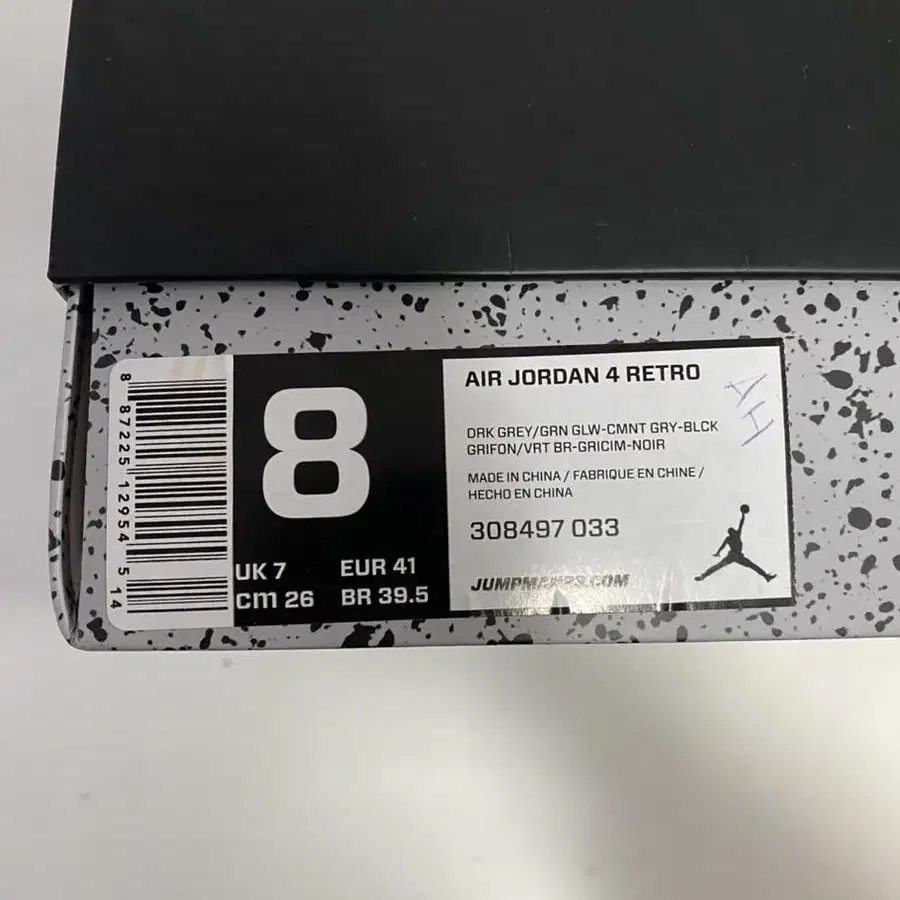 8 87225 12954 5 14
8
UK 7 EUR 41
cm 26 BR 39.5
AIR JORDAN 4 RETRO
DRK GREY/GRN GLW-CMNT GRY-BLCK
GRIFON/VRT BR-GRICIM-NOIR
MADE IN CHINA / FABRIQUE EN CHINE /
HECHO EN CHINA
308497 033
JUMPMAN23.COM